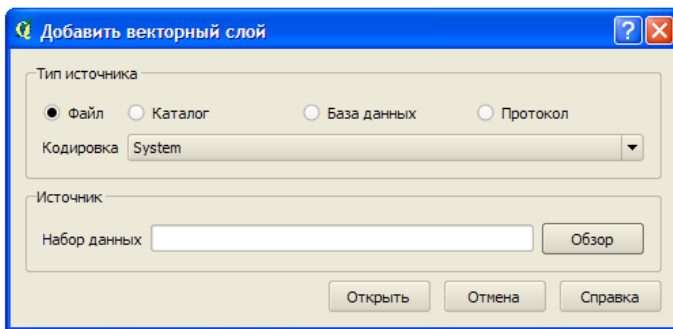 Добавить векторный слой
Тип источника
Файл Каталог База данных Протокол
Кодировка System
Источник
Набор данных Обзор
Открыть Отмена Справка